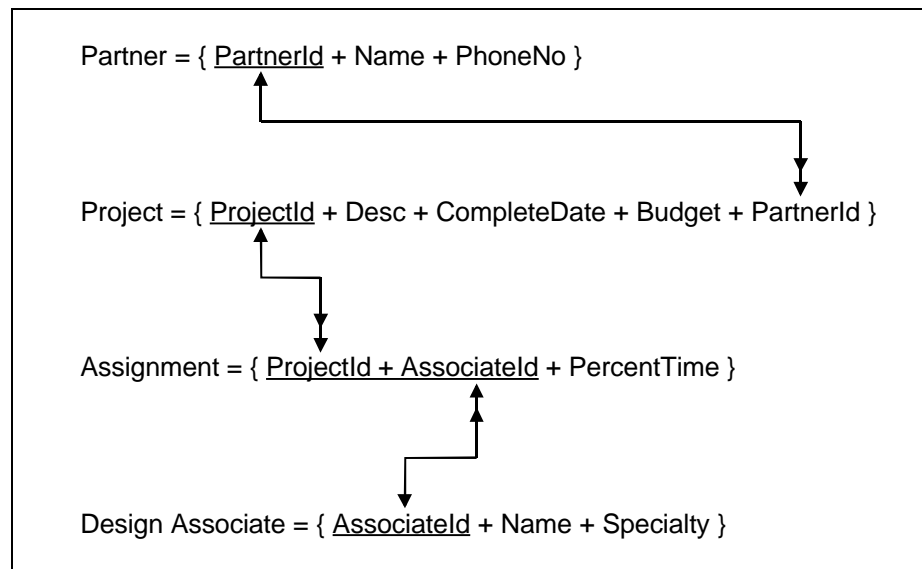 Partner = { PartnerId + Name + PhoneNo }
Project = { ProjectId + Desc + CompleteDate + Budget + PartnerId }
Assignment = { ProjectId + AssociateId + PercentTime }
Design Associate = { AssociateId + Name + Specialty }